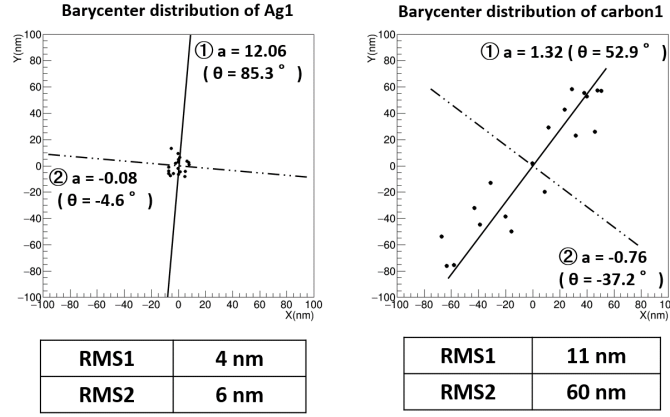 Barycenter distribution of Ag1
Y(nm)
100
80
60
40
20
0
−20
−40
−60
−80
−100
−100 −80 −60 −40 −20 0 20 40 60 80 100
X(nm)
① a = 12.06
( θ = 85.3 ° )
② a = -0.08
( θ = -4.6 ° )
RMS1 4 nm
RMS2 6 nm
Barycenter distribution of carbon1
Y(nm)
100
80
60
40
20
0
−20
−40
−60
−80
−100
−100 −80 −60 −40 −20 0 20 40 60 80 100
X(nm)
① a = 1.32 ( θ = 52.9 ° )
② a = -0.76
( θ = -37.2 ° )
RMS1 11 nm
RMS2 60 nm